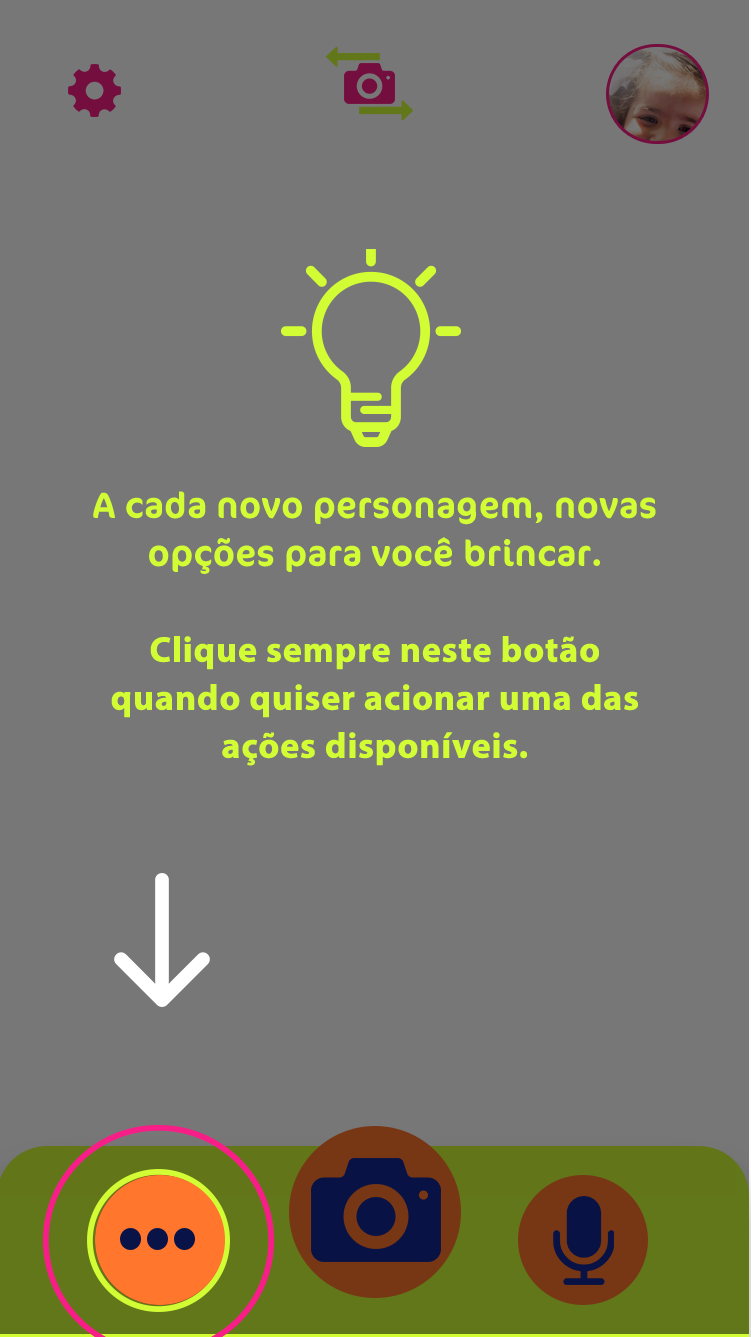 A cada novo personagem, novas
opções para você brincar.
Clique sempre neste botão
quando quiser acionar uma das
ações disponíveis.